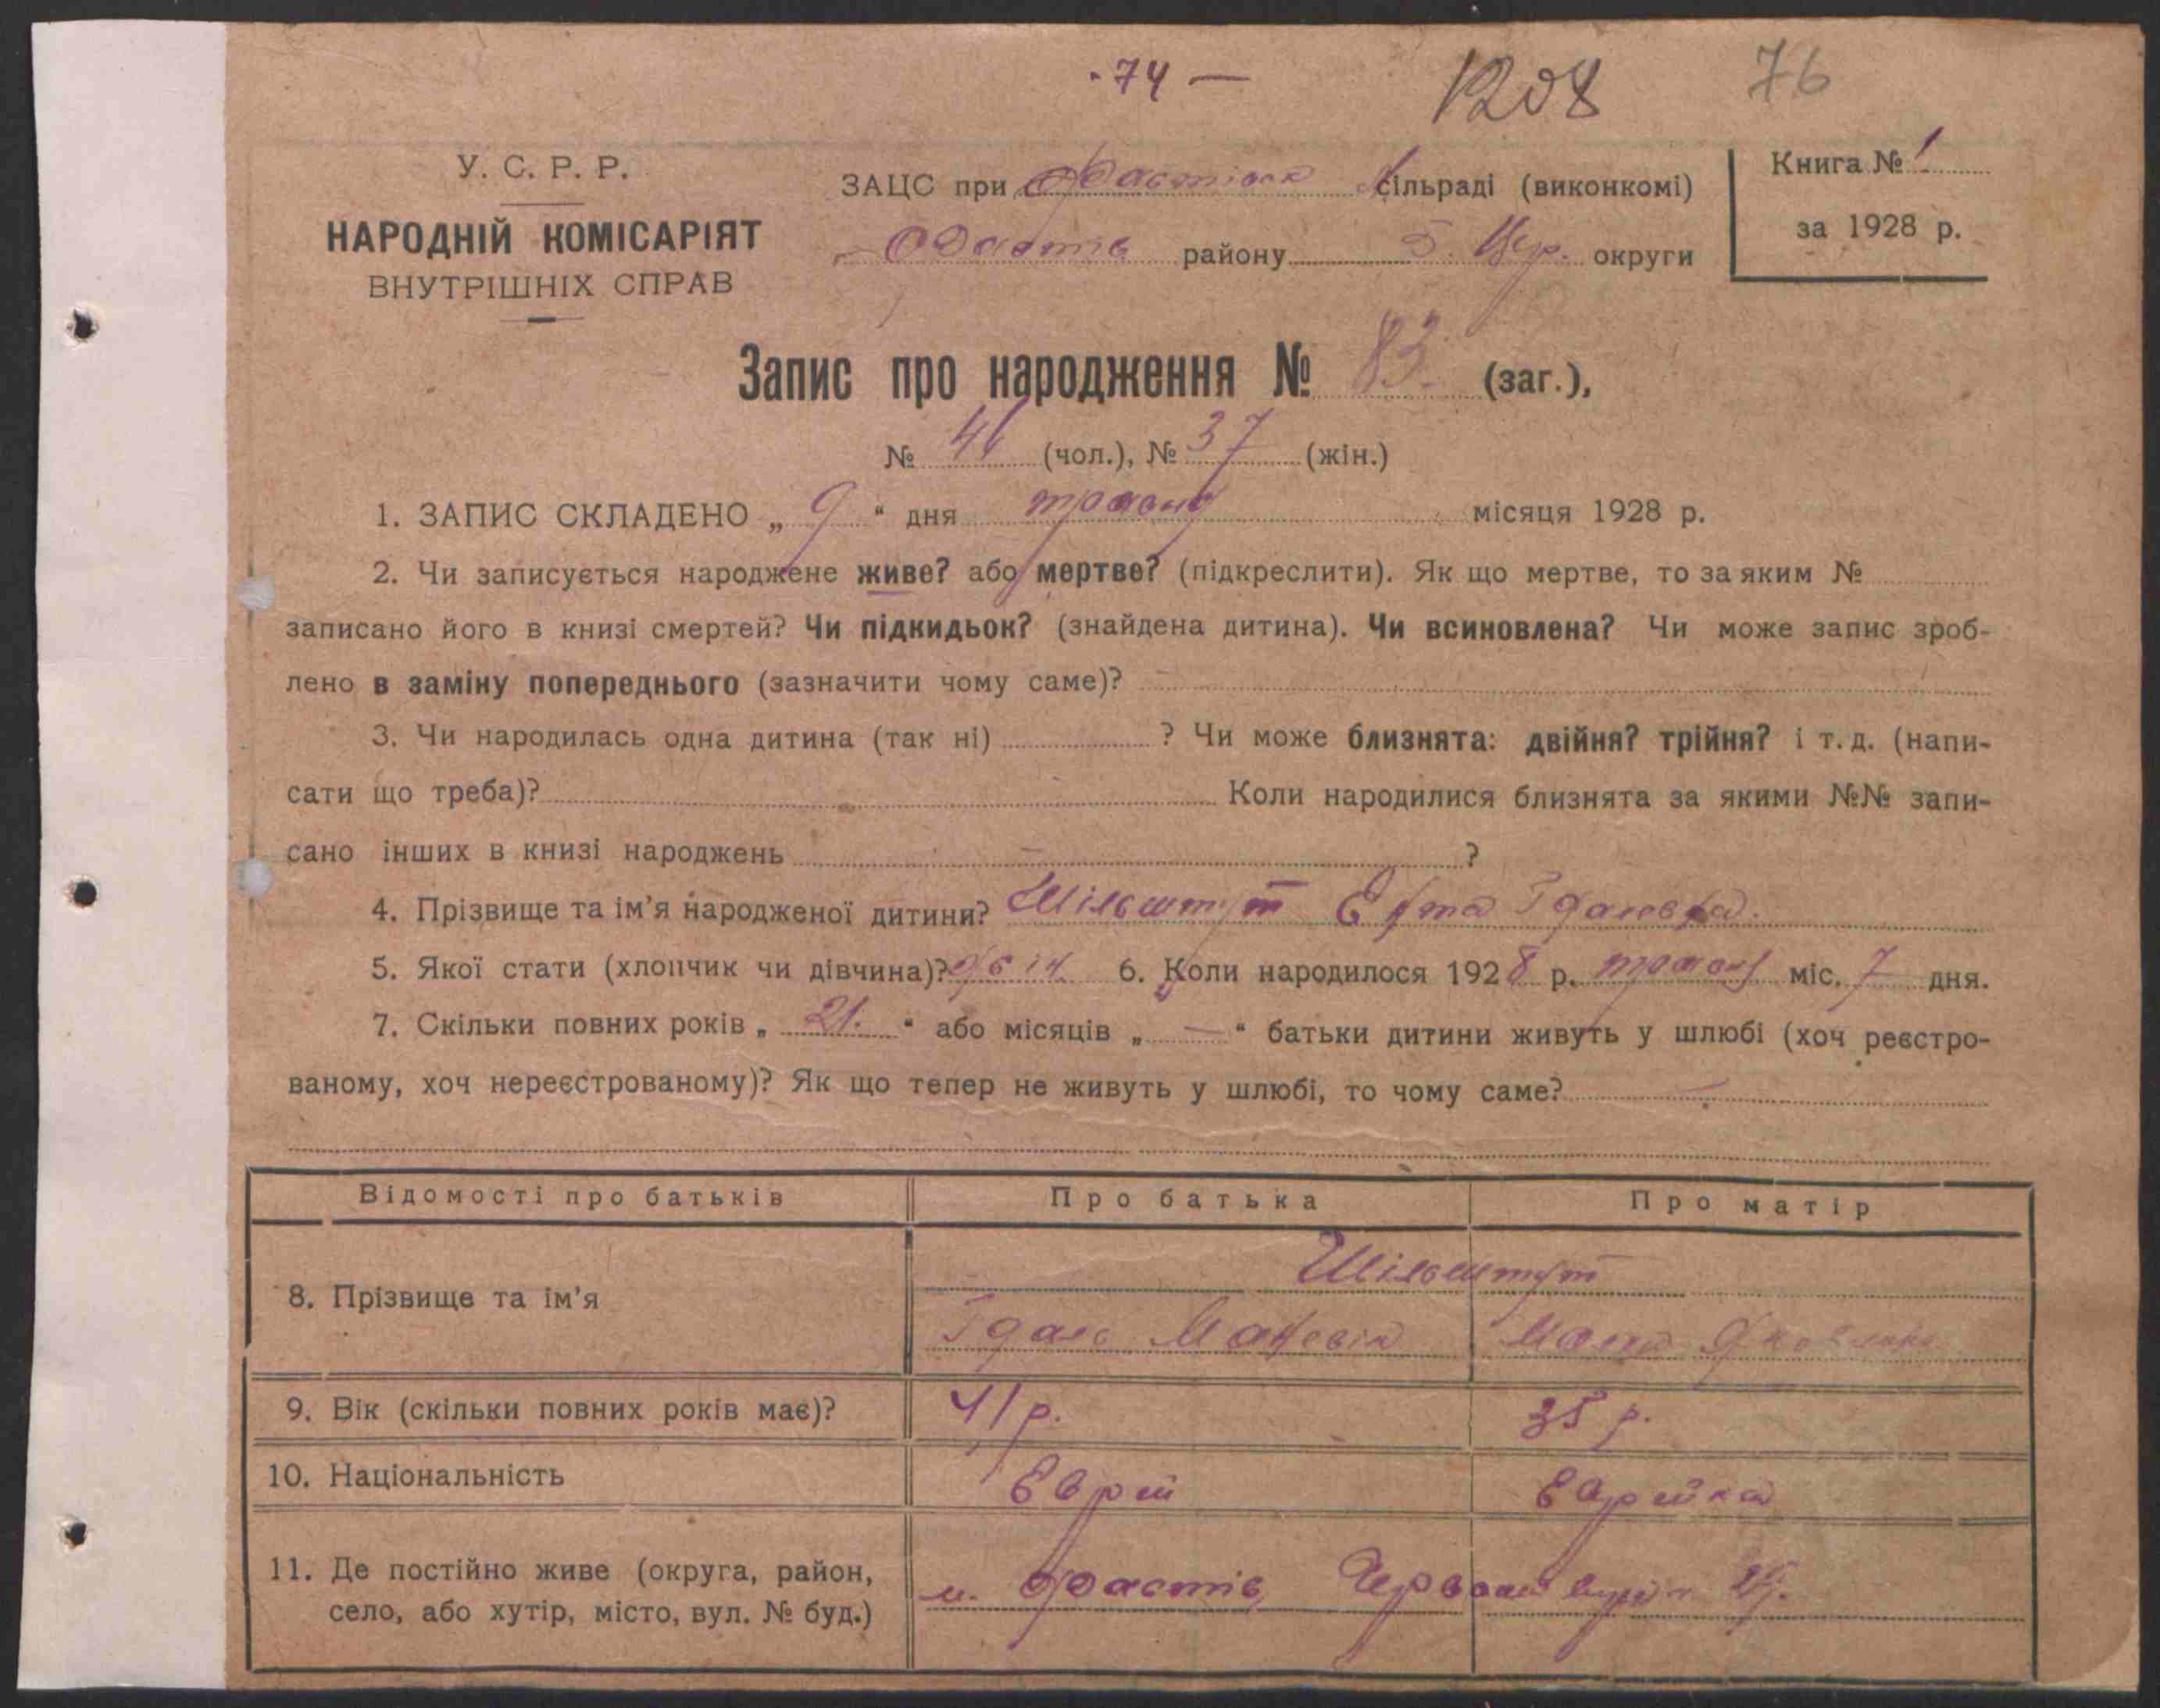 74 — 1208 76
У. С. Р. Р.
НАРОДНІЙ КОМІСАРІЯТ
ВНУТРІШНІХ СПРАВ
ЗАЦС при сільраді (виконкомі)
Фастів району Б. Цер. округи
Книга № 1
за 1928 р.
Запис про народження № 83 (заг.),
№ 46 (чол.), № 37 (жін.)
1. ЗАПИС СКЛАДЕНО „ 9 “ дня травня місяця 1928 р.
2. Чи записується народжене живе? або мертве? (підкреслити). Як що мертве, то за яким №
записано його в книзі смертей? Чи підкидьок? (знайдена дитина). Чи всиновлена? Чи може запис зроб-
лено в заміну попереднього (зазначити чому саме)?
3. Чи народилась одна дитина (так ні) ? Чи може близнята: двійня? трійня? і т. д. (напи-
сати що треба)? Коли народилися близнята за якими №№ запи-
сано інших в книзі народжень — ?
4. Прізвище та ім’я народженої дитини? Шільштут Ента Ідалевна.
5. Якої стати (хлопчик чи дівчина)? дівч. 6. Коли народилося 1928 р. травня міс. 7 дня.
7. Скільки повних років „ 21. “ або місяців „ — “ батьки дитини живуть у шлюбі (хоч реєстро-
ваному, хоч нереєстрованому)? Як що тепер не живуть у шлюбі, то чому саме? —
Відомості про батьків Про батька Про матір
8. Прізвище та ім’я Шільштут
Ідаль Малка Яковлівна
9. Вік (скільки повних років має)? 41 р. 35 р.
10. Національність Єврей Єврейка
11. Де постійно живе (округа, район,
село, або хутір, місто, вул. № буд.)
м. Фастів, Червона